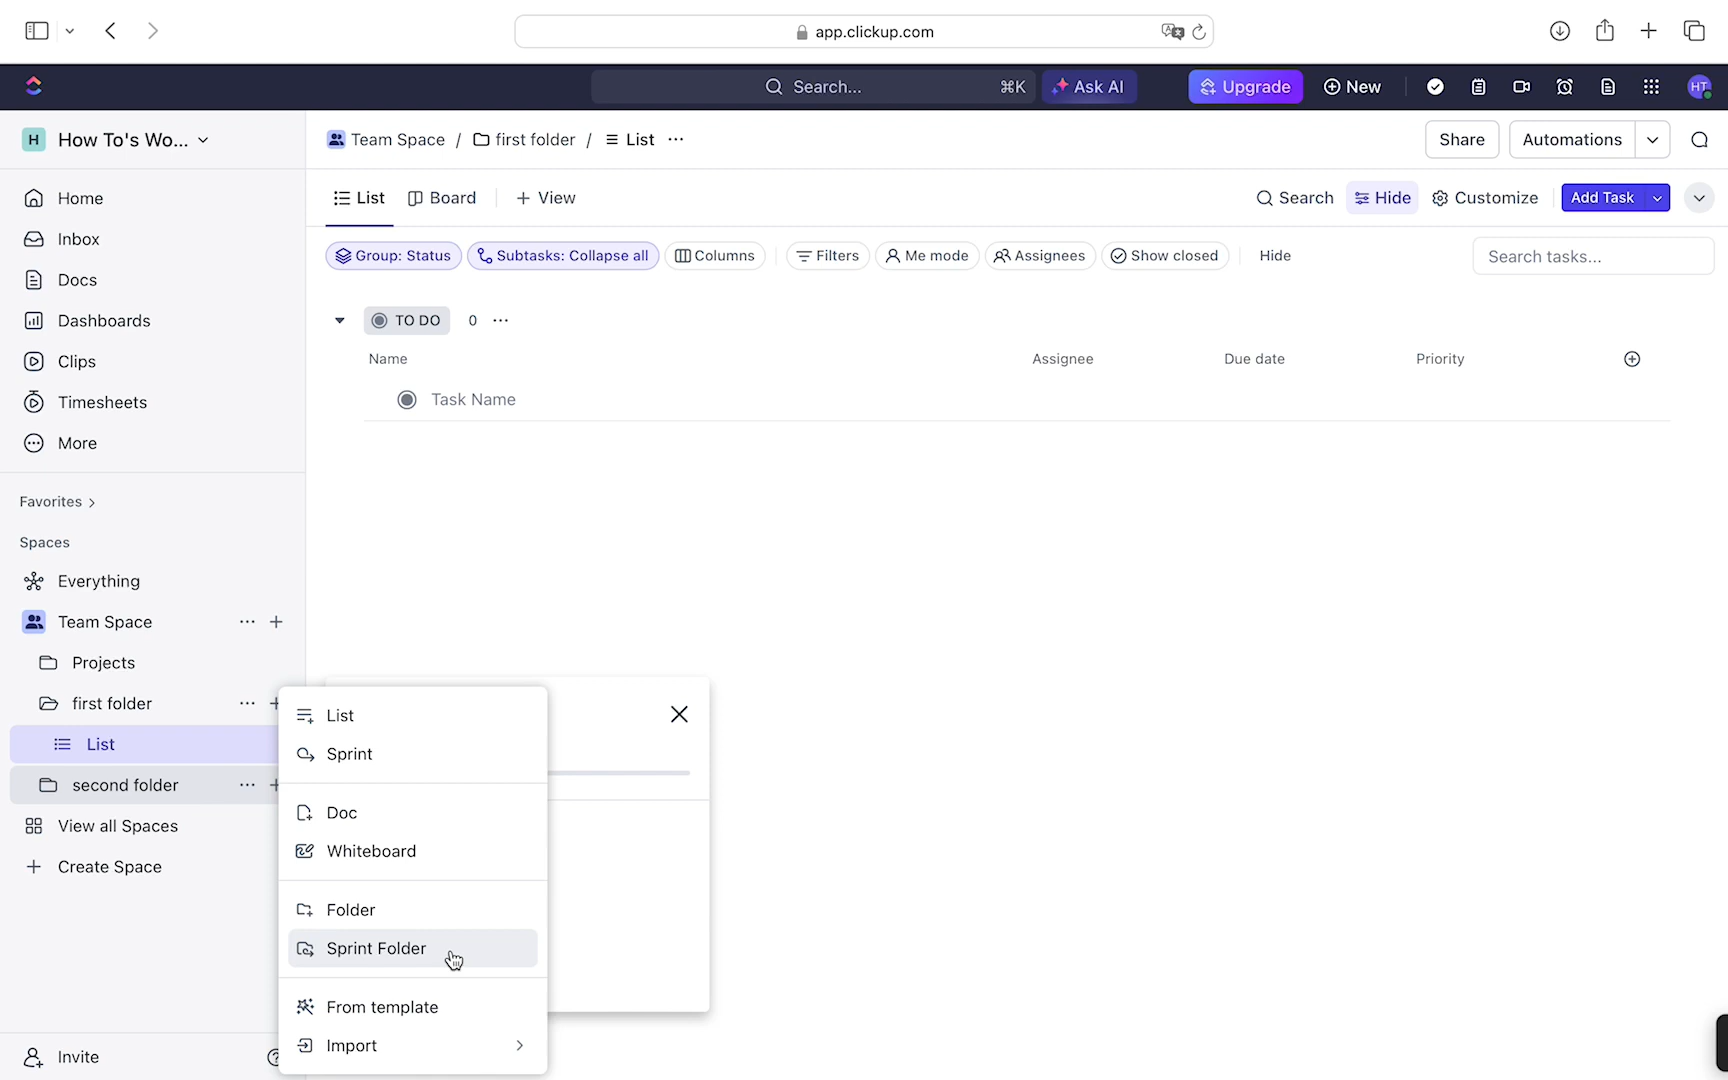 app.clickup.com
Search...
⌘K
Ask AI
Upgrade
New
HT
H
How To's Wo...
Team Space / first folder / List ...
Share
Automations
Home
Inbox
Docs
Dashboards
Clips
Timesheets
More
List
Board
+ View
Search
Hide
Customize
Add Task
Group: Status
Subtasks: Collapse all
Columns
Filters
Me mode
Assignees
Show closed
Hide
Search tasks...
TO DO
0
Name
Assignee
Due date
Priority
Task Name
Favorites >
Spaces
Everything
Team Space
Projects
first folder
List
second folder
View all Spaces
+ Create Space
Invite
List
Sprint
Doc
Whiteboard
Folder
Sprint Folder
From template
Import